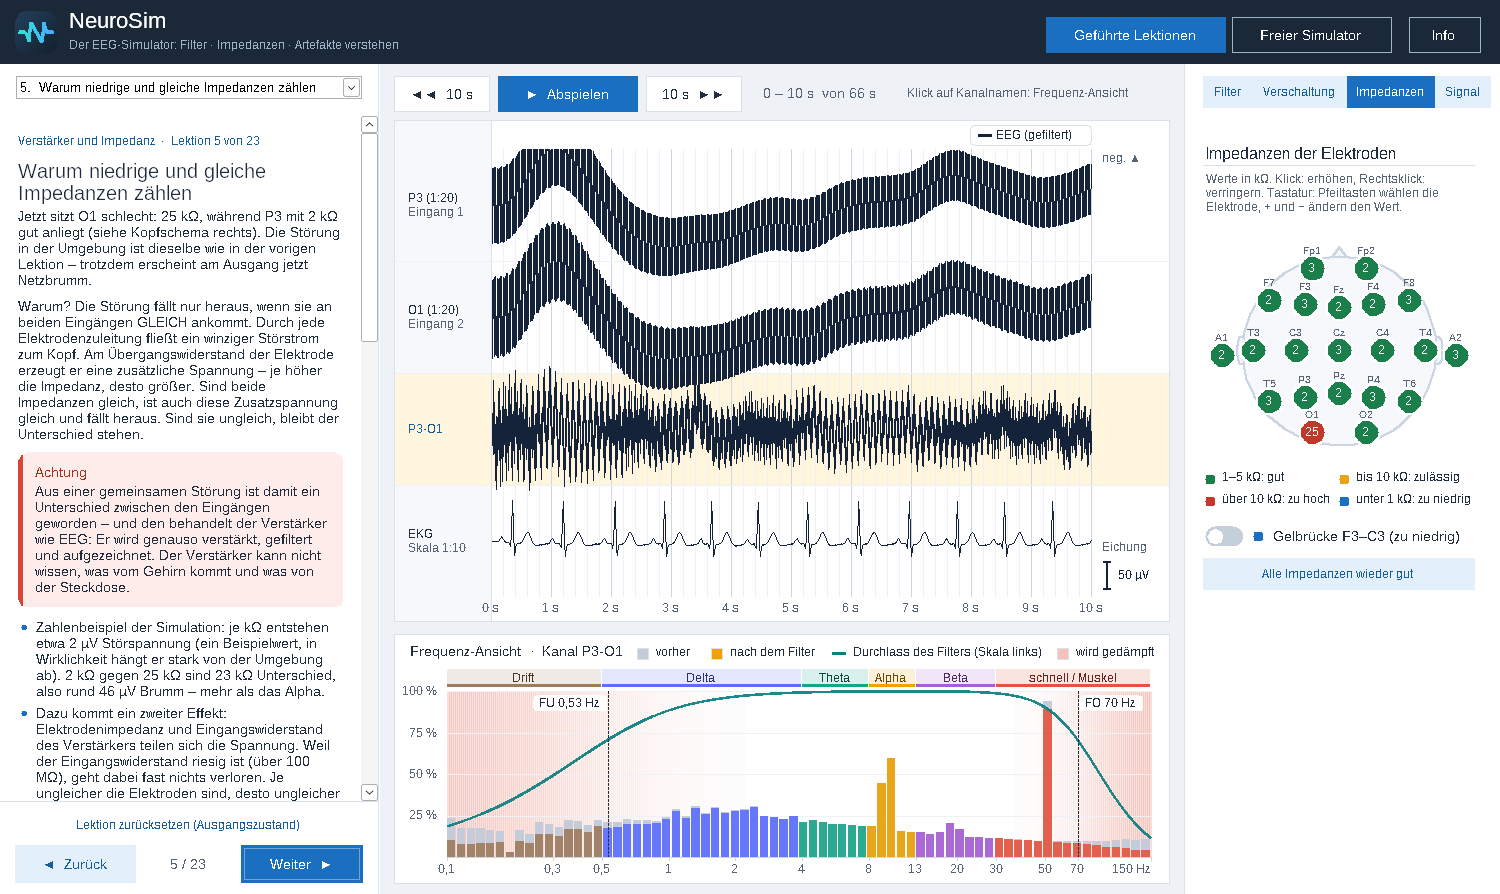 NeuroSim
Der EEG-Simulator: Filter · Impedanzen · Artefakte verstehen
Geführte Lektionen
Freier Simulator
Info
5. Warum niedrige und gleiche Impedanzen zählen
Verstärker und Impedanz · Lektion 5 von 23
Warum niedrige und gleiche
Impedanzen zählen
Jetzt sitzt O1 schlecht: 25 kΩ, während P3 mit 2 kΩ
gut anliegt (siehe Kopfschema rechts). Die Störung
in der Umgebung ist dieselbe wie in der vorigen
Lektion – trotzdem erscheint am Ausgang jetzt
Netzbrumm.
Warum? Die Störung fällt nur heraus, wenn sie an
beiden Eingängen GLEICH ankommt. Durch jede
Elektrodenzuleitung fließt ein winziger Störstrom
zum Kopf. Am Übergangswiderstand der Elektrode
erzeugt er eine zusätzliche Spannung – je höher
die Impedanz, desto größer. Sind beide
Impedanzen gleich, ist auch diese Zusatzspannung
gleich und fällt heraus. Sind sie ungleich, bleibt der
Unterschied stehen.
Achtung
Aus einer gemeinsamen Störung ist damit ein
Unterschied zwischen den Eingängen
geworden – und den behandelt der Verstärker
wie EEG: Er wird genauso verstärkt, gefiltert
und aufgezeichnet. Der Verstärker kann nicht
wissen, was vom Gehirn kommt und was von
der Steckdose.
Zahlenbeispiel der Simulation: je kΩ entstehen
etwa 2 µV Störspannung (ein Beispielwert, in
Wirklichkeit hängt er stark von der Umgebung
ab). 2 kΩ gegen 25 kΩ sind 23 kΩ Unterschied,
also rund 46 µV Brumm – mehr als das Alpha.
Dazu kommt ein zweiter Effekt:
Elektrodenimpedanz und Eingangswiderstand
des Verstärkers teilen sich die Spannung. Weil
der Eingangswiderstand riesig ist (über 100
MΩ), geht dabei fast nichts verloren. Je
ungleicher die Elektroden sind, desto ungleicher
Lektion zurücksetzen (Ausgangszustand)
◄ Zurück
5 / 23
Weiter ►
◄◄ 10 s
► Abspielen
10 s ►►
0 – 10 s von 66 s
Klick auf Kanalnamen: Frequenz-Ansicht
EEG (gefiltert)
neg. ▲
P3 (1:20)
Eingang 1
O1 (1:20)
Eingang 2
P3-O1
EKG
Skala 1:10
Eichung
50 µV
0 s 1 s 2 s 3 s 4 s 5 s 6 s 7 s 8 s 9 s 10 s
Frequenz-Ansicht · Kanal P3-O1
vorher
nach dem Filter
Durchlass des Filters (Skala links)
wird gedämpft
Drift Delta Theta Alpha Beta schnell / Muskel
100 %
FU 0,53 Hz
FO 70 Hz
75 %
50 %
25 %
0,1 0,3 0,5 1 2 4 8 13 20 30 50 70 150 Hz
Filter
Verschaltung
Impedanzen
Signal
Impedanzen der Elektroden
Werte in kΩ. Klick: erhöhen, Rechtsklick:
verringern. Tastatur: Pfeiltasten wählen die
Elektrode, + und − ändern den Wert.
Fp1 Fp2
3 2
F7 F3 Fz F4 F8
2 3 2 2 3
A1 T3 C3 Cz C4 T4 A2
2 2 2 3 2 2 3
T5 P3 Pz P4 T6
3 2 2 3 2
O1 O2
25 2
1–5 kΩ: gut
bis 10 kΩ: zulässig
über 10 kΩ: zu hoch
unter 1 kΩ: zu niedrig
Gelbrücke F3–C3 (zu niedrig)
Alle Impedanzen wieder gut